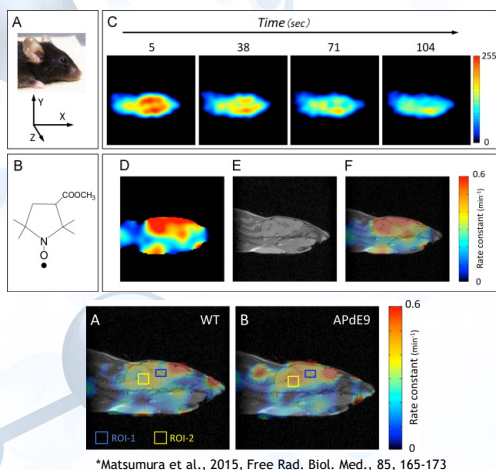 A
Y
X
Z
C
Time (sec)
5 38 71 104
255
0
B
COOCH3
N
O
D E F
0.6
Rate constant (min-1)
0.0
A WT
B APdE9
0.6
Rate constant (min-1)
0.0
ROI-1 ROI-2
*Matsumura et al., 2015, Free Rad. Biol. Med., 85, 165-173